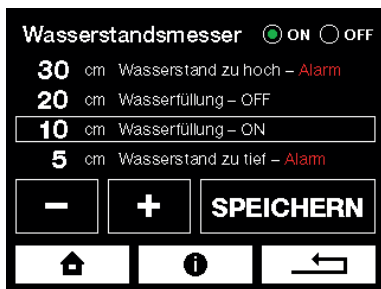 Wasserstandsmesser ON OFF
30 cm Wasserstand zu hoch – Alarm
20 cm Wasserfüllung – OFF
10 cm Wasserfüllung – ON
5 cm Wasserstand zu tief – Alarm
– + SPEICHERN
i